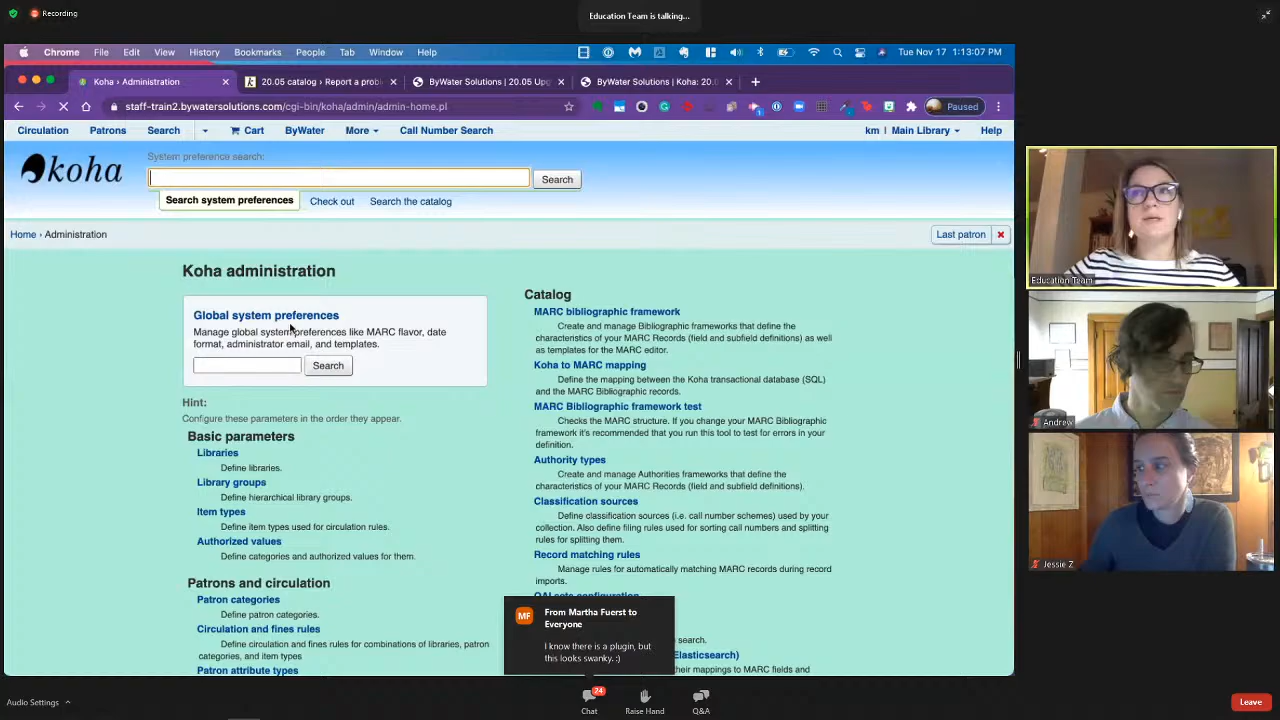 Recording
Education Team is talking...
Chrome File Edit View History Bookmarks People Tab Window Help
Tue Nov 17 1:13:07 PM
Koha › Administration
20.05 catalog › Report a prob
ByWater Solutions | 20.05 Upg
ByWater Solutions | Koha: 20.0
staff-train2.bywatersolutions.com/cgi-bin/koha/admin/admin-home.pl
Paused
Circulation Patrons Search Cart ByWater More Call Number Search
km | Main Library Help
koha
System preference search:
Search
Search system preferences Check out Search the catalog
Home › Administration
Last patron
Koha administration
Global system preferences
Manage global system preferences like MARC flavor, date
format, administrator email, and templates.
Search
Hint:
Configure these parameters in the order they appear.
Basic parameters
Libraries
Define libraries.
Library groups
Define hierarchical library groups.
Item types
Define item types used for circulation rules.
Authorized values
Define categories and authorized values for them.
Patrons and circulation
Patron categories
Define patron categories.
Circulation and fines rules
Define circulation and fines rules for combinations of libraries, patron
categories, and item types
Patron attribute types
Catalog
MARC bibliographic framework
Create and manage Bibliographic frameworks that define the
characteristics of your MARC Records (field and subfield definitions) as well
as templates for the MARC editor.
Koha to MARC mapping
Define the mapping between the Koha transactional database (SQL)
and the MARC Bibliographic records.
MARC Bibliographic framework test
Checks the MARC structure. If you change your MARC Bibliographic
framework it's recommended that you run this tool to test for errors in your
definition.
Authority types
Create and manage Authorities frameworks that define the
characteristics of your MARC Records (field and subfield definitions).
Classification sources
Define classification sources (i.e. call number schemes) used by your
collection. Also define filing rules used for sorting call numbers and splitting
rules for splitting them.
Record matching rules
Manage rules for automatically matching MARC records during record
imports.
OAI sets configuration
search.
Elasticsearch)
their mappings to MARC fields and
MF
From Martha Fuerst to
Everyone
I know there is a plugin, but
this looks swanky. :)
Education Team
Andrew
Jessie Z.
Audio Settings
24
Chat
Raise Hand
Q&A
Leave